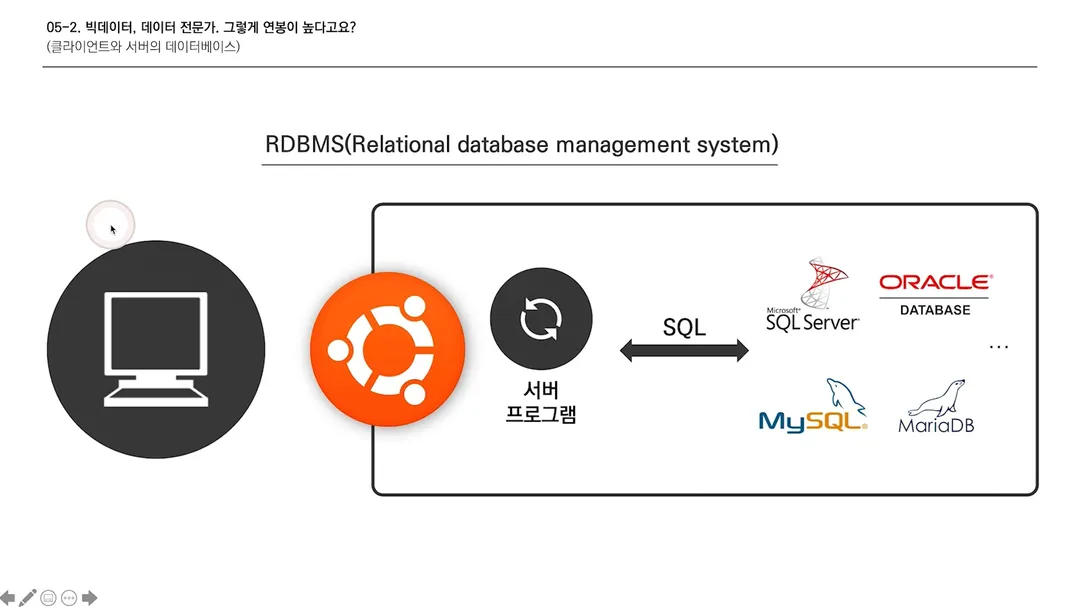 05-2. 빅데이터, 데이터 전문가. 그렇게 연봉이 높다고요?
(클라이언트와 서버의 데이터베이스)
RDBMS(Relational database management system)
서버
프로그램
SQL
Microsoft®
SQL Server
ORACLE®
DATABASE
...
MySQL®
MariaDB